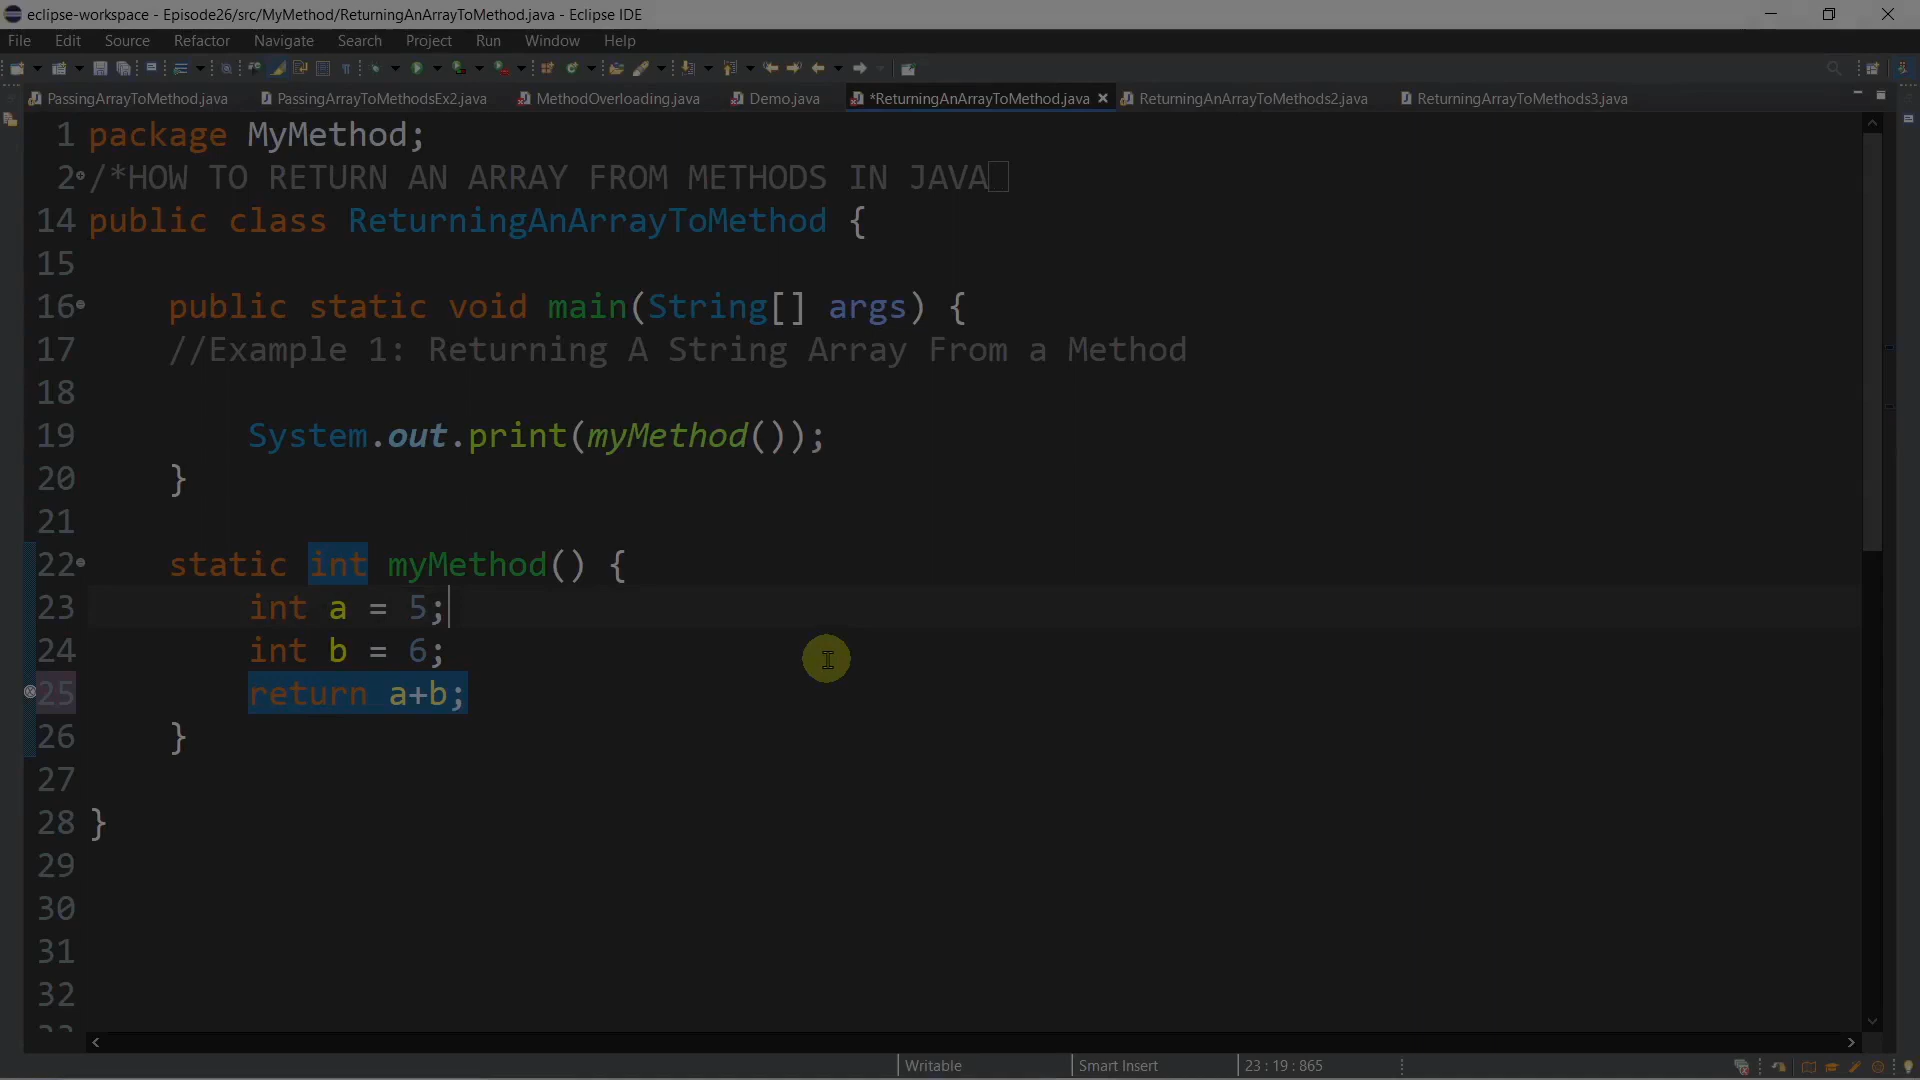 eclipse-workspace - Episode26/src/MyMethod/ReturningAnArrayToMethod.java - Eclipse IDE
File Edit Source Refactor Navigate Search Project Run Window Help
PassingArrayToMethod.java PassingArrayToMethodsEx2.java MethodOverloading.java Demo.java *ReturningAnArrayToMethod.java ReturningAnArrayToMethods2.java ReturningArrayToMethods3.java
1 package MyMethod;
2 /*HOW TO RETURN AN ARRAY FROM METHODS IN JAVA
14 public class ReturningAnArrayToMethod {
15
16 public static void main(String[] args) {
17 //Example 1: Returning A String Array From a Method
18
19 System.out.print(myMethod());
20 }
21
22 static int myMethod() {
23 int a = 5;
24 int b = 6;
25 return a+b;
26 }
27
28 }
29
30
31
32
Writable Smart Insert 23 : 19 : 865